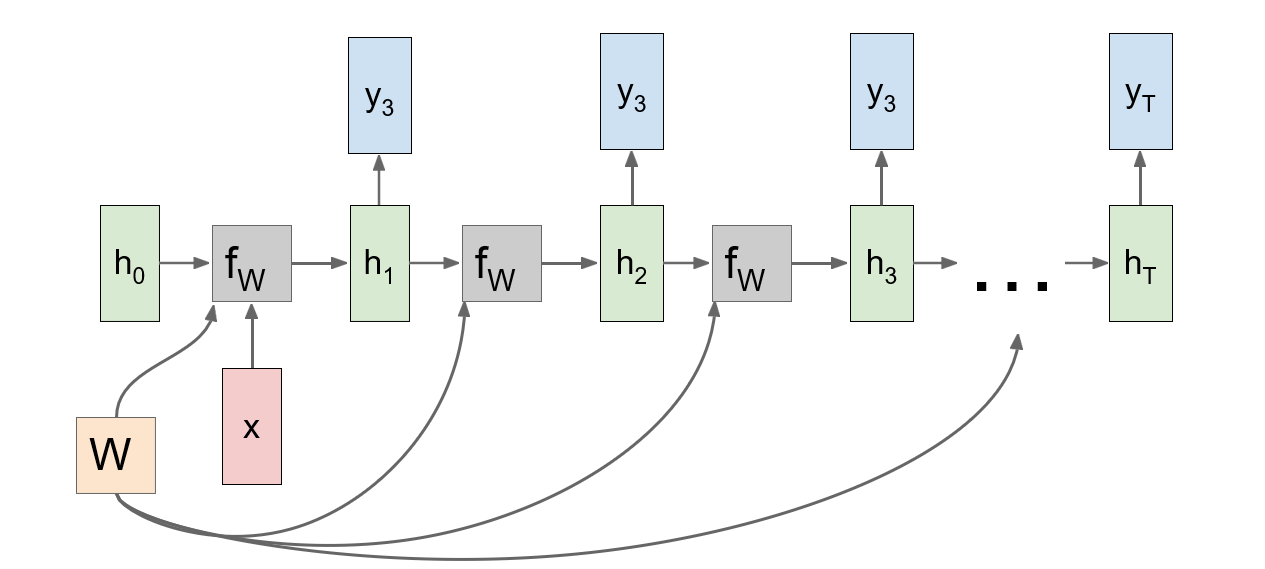 y3 y3 y3 yT
h0 fW h1 fW h2 fW h3 ... hT
W x